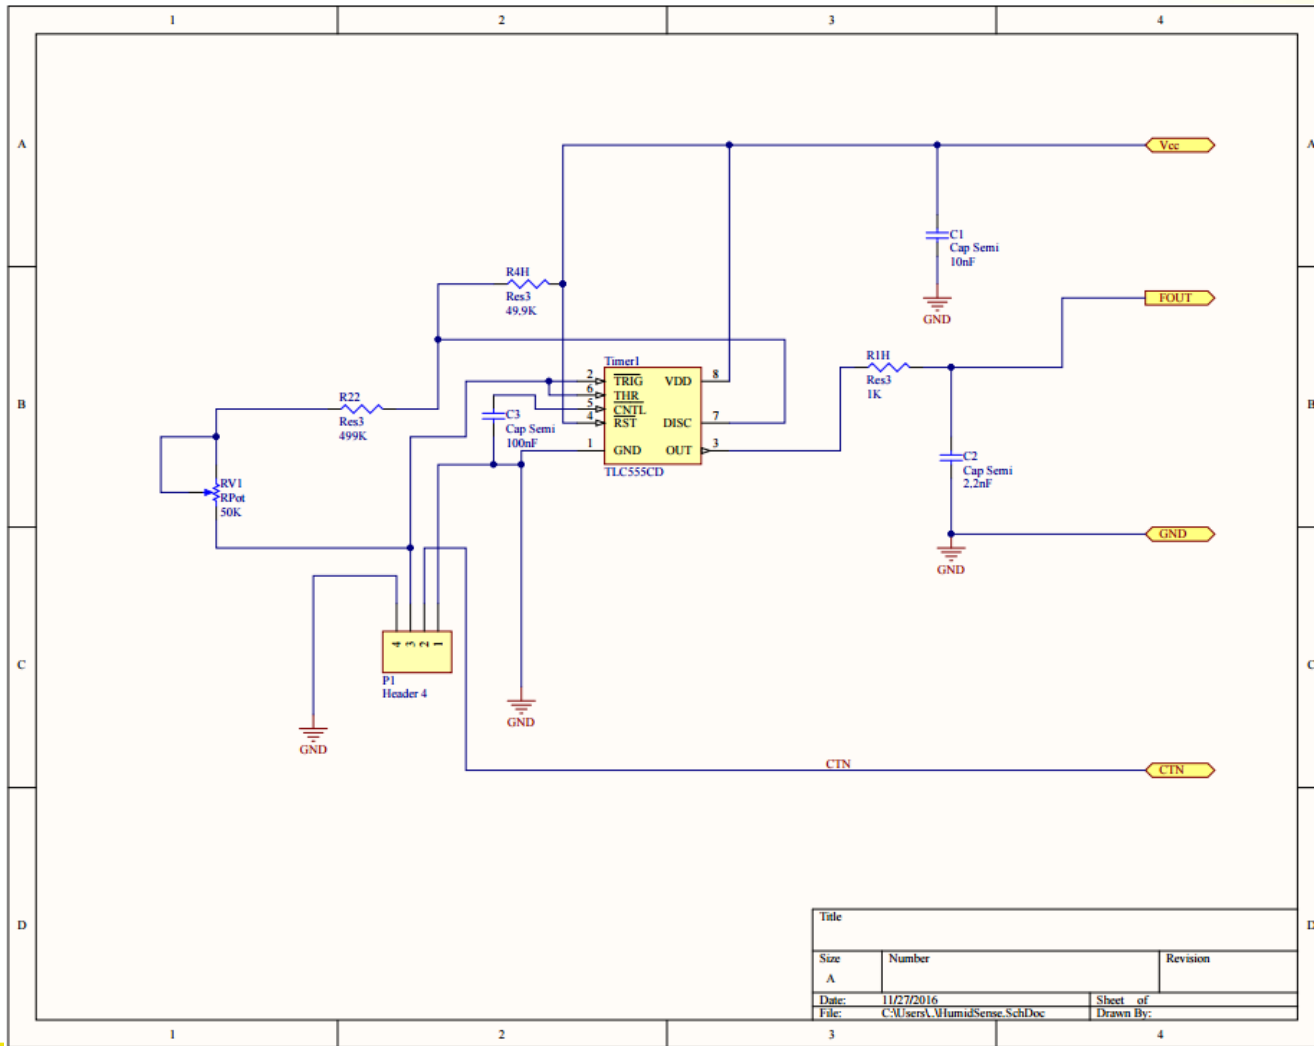 1 2 3 4
A A
Vcc
C1
Cap Semi
10nF
GND
R4H
Res3
49.9K
FOUT
Timer1
2 TRIG VDD 8
6 THR
5 CNTL
4 RST DISC 7
1 GND OUT 3
TLC555CD
R1H
Res3
1K
B B
R22
Res3
499K
C3
Cap Semi
100nF
C2
Cap Semi
2.2nF
RV1
RPot
50K
GND
GND
4 3 2 1
P1
Header 4
C C
GND
GND
CTN
CTN
D D
Title
Size Number Revision
A
Date: 11/27/2016 Sheet of
File: C:\Users\..\HumidSense.SchDoc Drawn By:
1 2 3 4